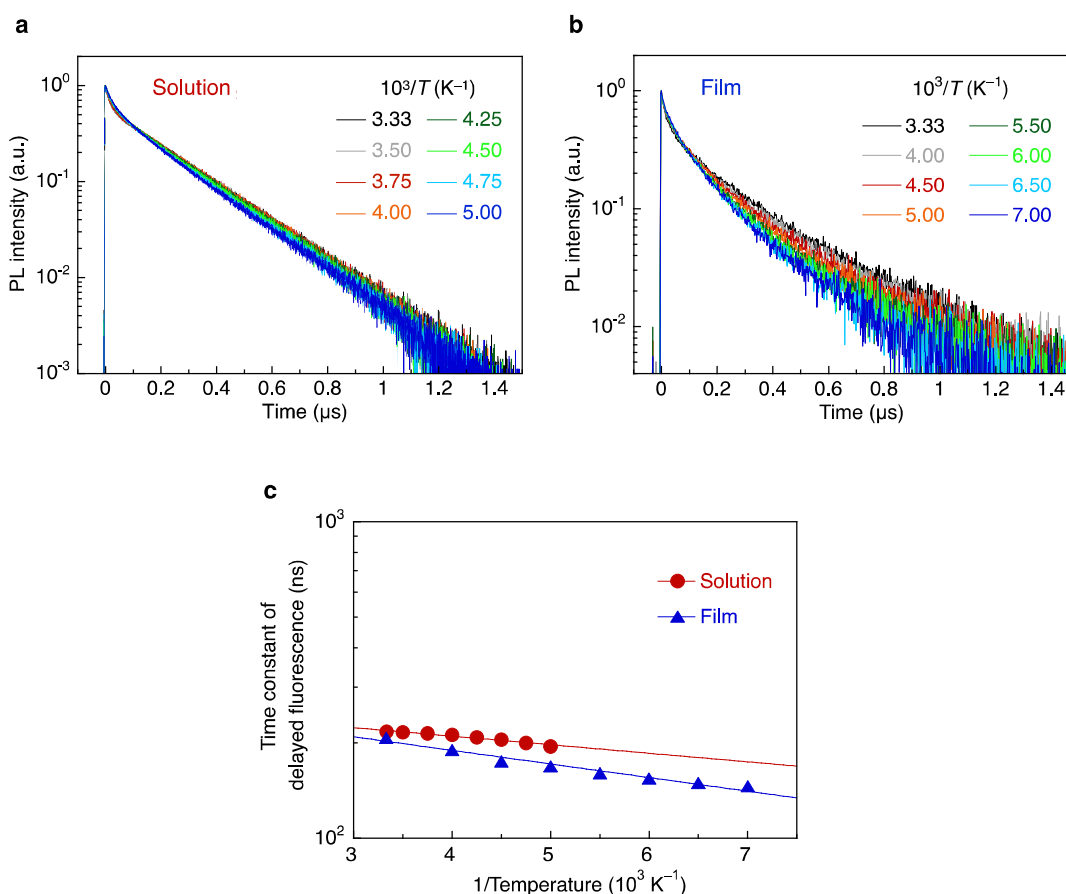 a
Solution
10³/T (K⁻¹)
3.33 4.25
3.50 4.50
3.75 4.75
4.00 5.00
PL intensity (a.u.)
10⁰
10⁻¹
10⁻²
10⁻³
0 0.2 0.4 0.6 0.8 1.0 1.2 1.4
Time (µs)
b
Film
10³/T (K⁻¹)
3.33 5.50
4.00 6.00
4.50 6.50
5.00 7.00
PL intensity (a.u.)
10⁰
10⁻¹
10⁻²
0 0.2 0.4 0.6 0.8 1 1.2 1.4
Time (µs)
c
Solution
Film
Time constant of
delayed fluorescence (ns)
10³
10²
3 4 5 6 7
1/Temperature (10³ K⁻¹)